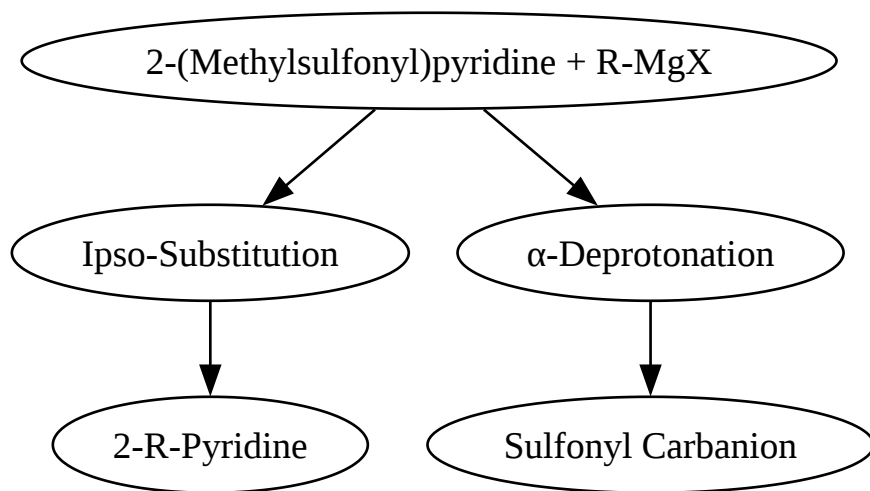 2-(Methylsulfonyl)pyridine + R-MgX
Ipso-Substitution
α-Deprotonation
2-R-Pyridine
Sulfonyl Carbanion